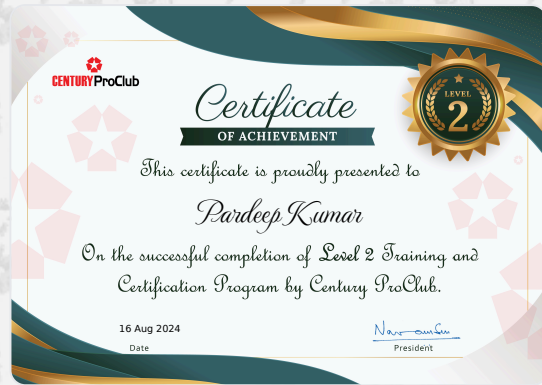 CENTURY ProClub
LEVEL
2
Certificate
OF ACHIEVEMENT
This certificate is proudly presented to
Pardeep Kumar
On the successful completion of Level 2 Training and
Certification Program by Century ProClub.
16 Aug 2024
Date
President